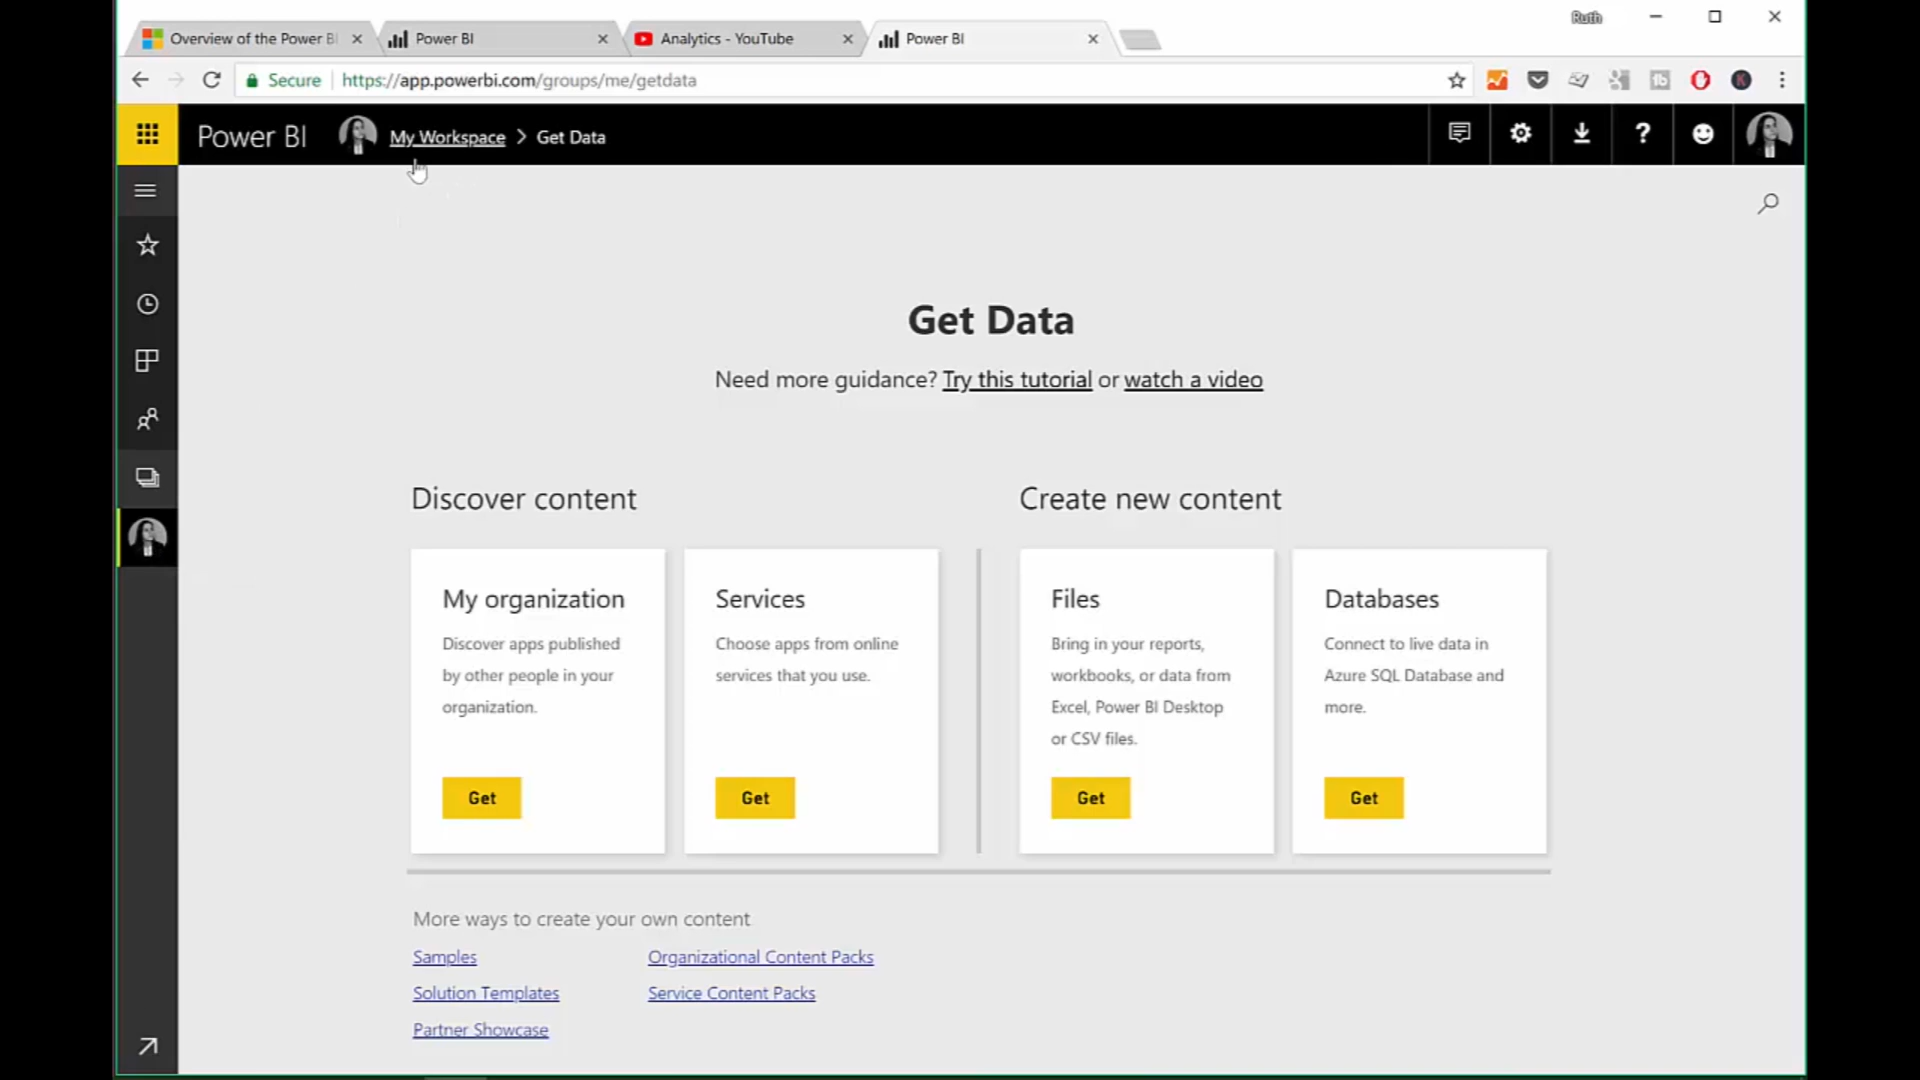 Ruth
Overview of the Power BI
Power BI
Analytics - YouTube
Power BI
Secure
https://app.powerbi.com/groups/me/getdata
Power BI
My Workspace > Get Data
Get Data
Need more guidance? Try this tutorial or watch a video
Discover content
My organization
Discover apps published
by other people in your
organization.
Get
Services
Choose apps from online
services that you use.
Get
Create new content
Files
Bring in your reports,
workbooks, or data from
Excel, Power BI Desktop
or CSV files.
Get
Databases
Connect to live data in
Azure SQL Database and
more.
Get
More ways to create your own content
Samples
Solution Templates
Partner Showcase
Organizational Content Packs
Service Content Packs